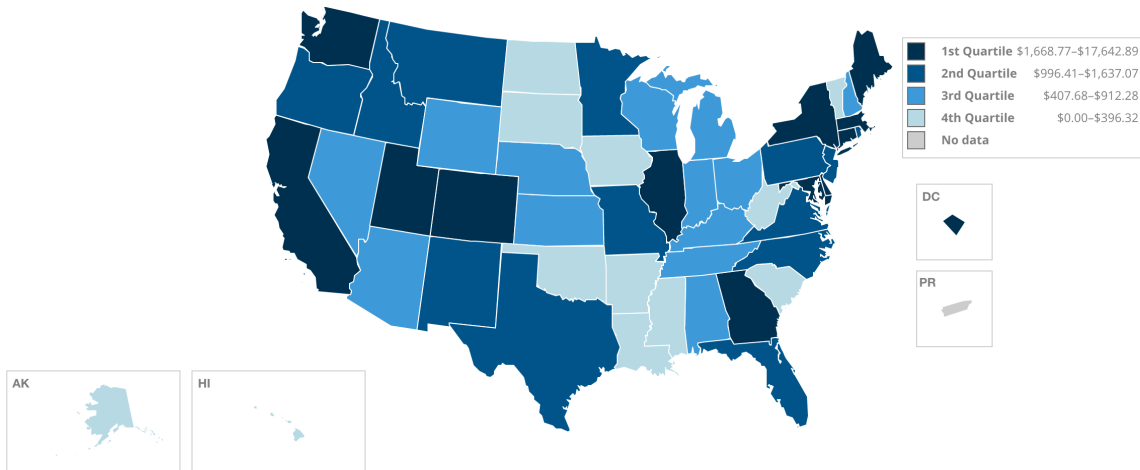 1st Quartile $1,668.77–$17,642.89
2nd Quartile $996.41–$1,637.07
3rd Quartile $407.68–$912.28
4th Quartile $0.00–$396.32
No data
DC
PR
AK
HI